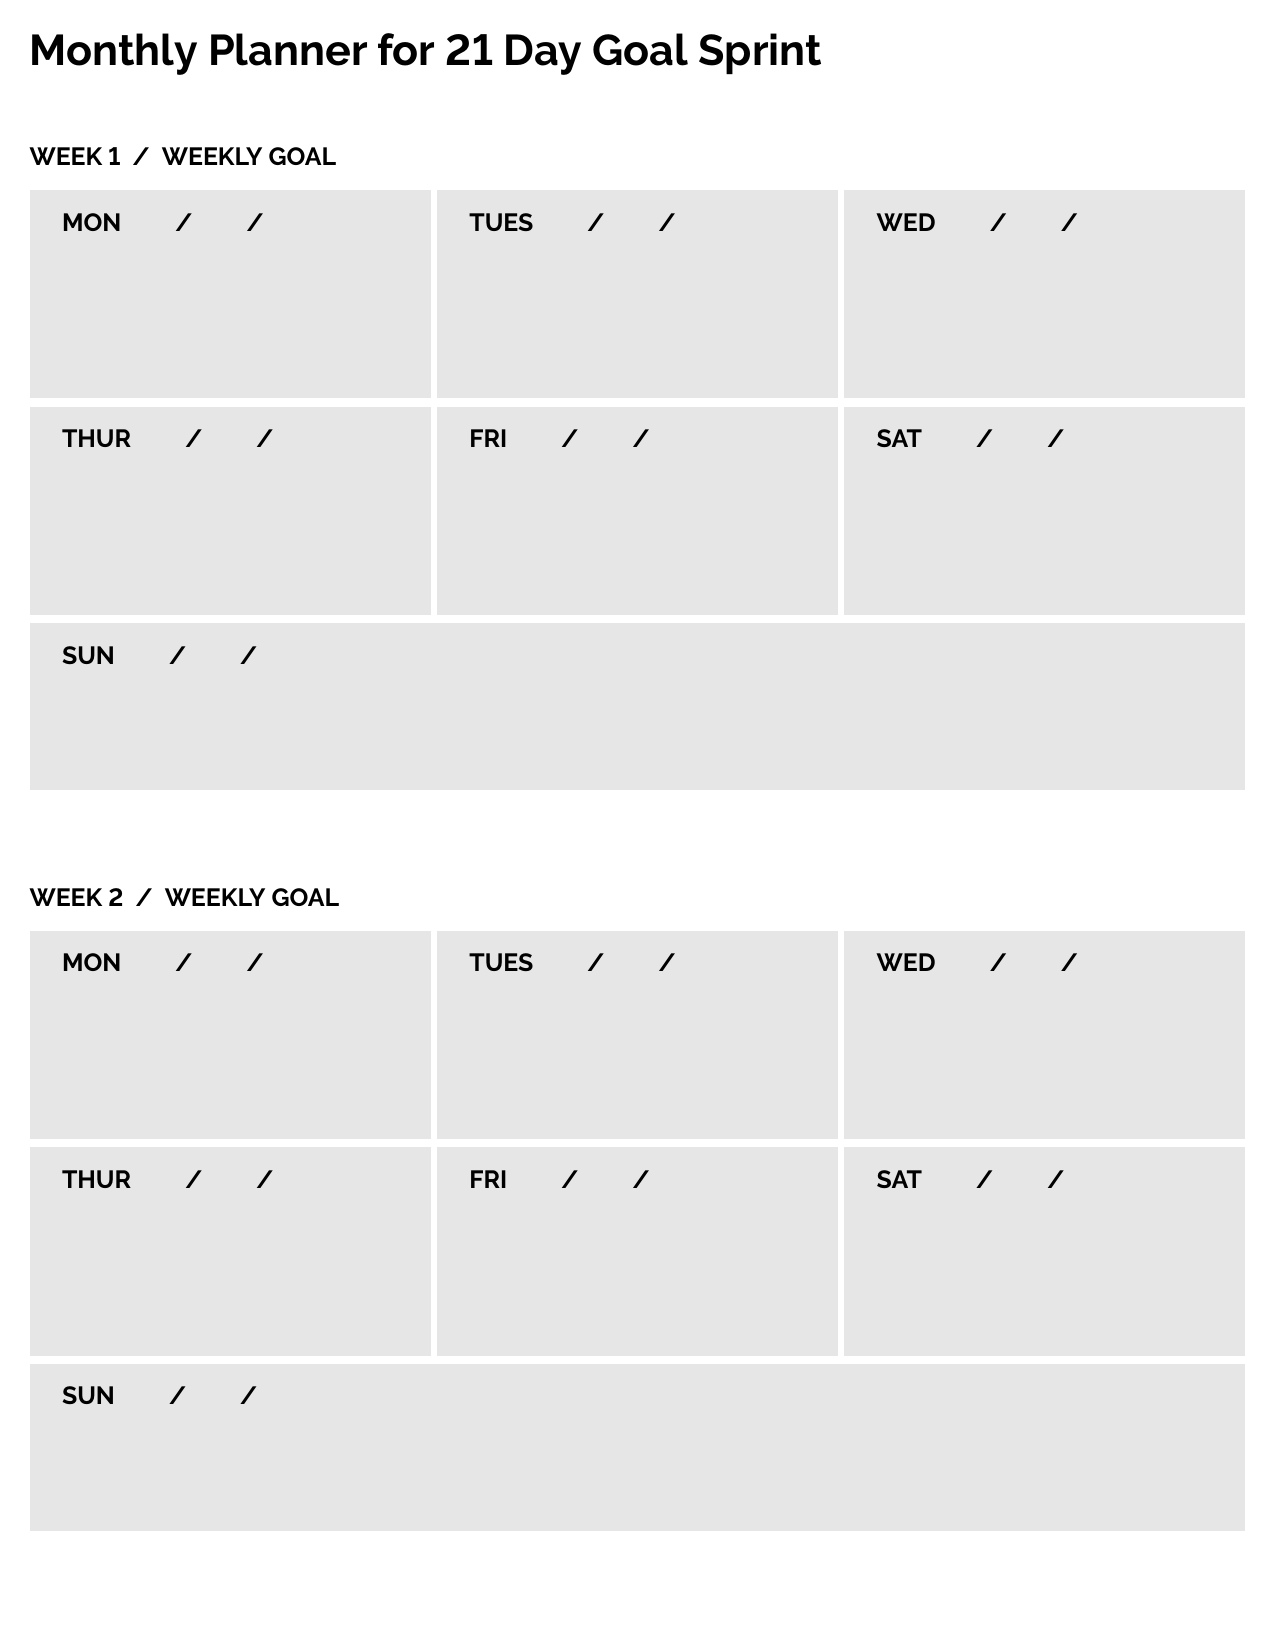 Monthly Planner for 21 Day Goal Sprint
WEEK 1 / WEEKLY GOAL
MON / /
TUES / /
WED / /
THUR / /
FRI / /
SAT / /
SUN / /
WEEK 2 / WEEKLY GOAL
MON / /
TUES / /
WED / /
THUR / /
FRI / /
SAT / /
SUN / /